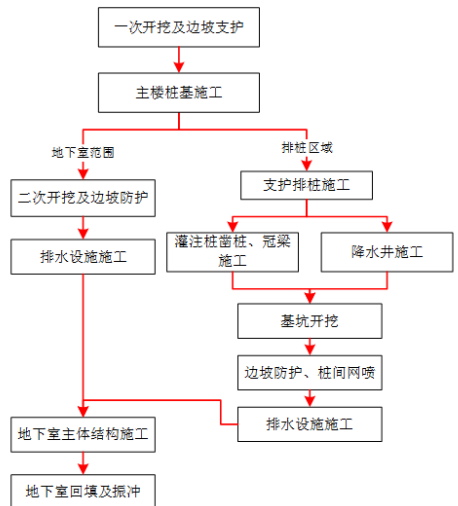 一次开挖及边坡支护
主楼桩基施工
地下室范围
排桩区域
二次开挖及边坡防护
支护排桩施工
排水设施施工
灌注桩凿桩、冠梁
施工
降水井施工
基坑开挖
边坡防护、桩间网喷
地下室主体结构施工
排水设施施工
地下室回填及振冲